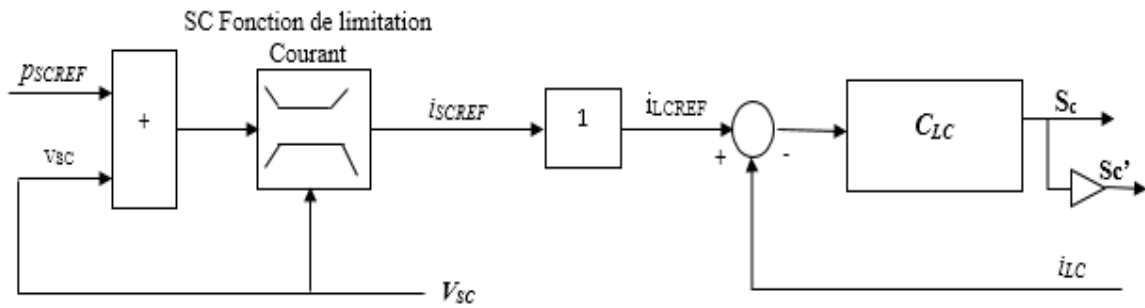 SC Fonction de limitation
Courant
pSCREF
+
vSC
iSCREF
1
iLCREF
+
-
CLC
Sc
Sc'
iLC
VSC